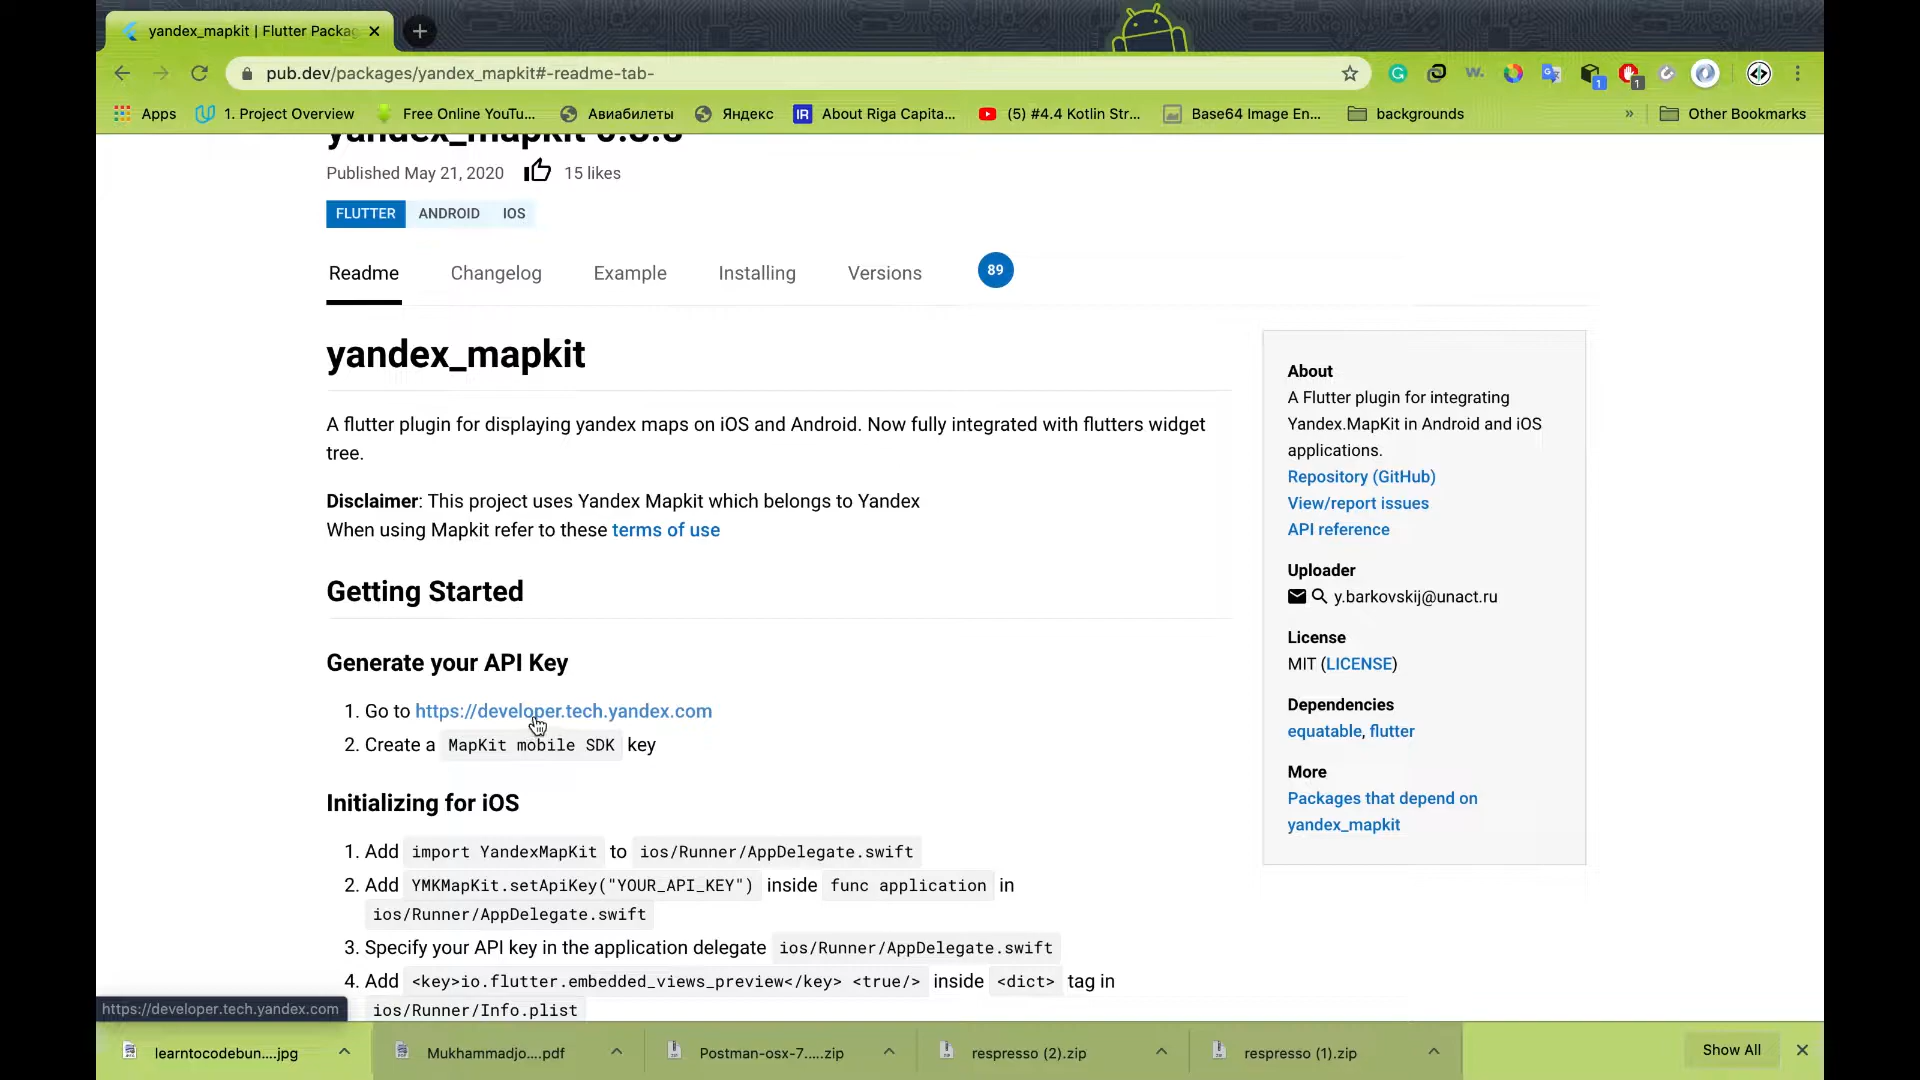 yandex_mapkit | Flutter Packag
pub.dev/packages/yandex_mapkit#-readme-tab-
Apps
1. Project Overview
Free Online YouTu...
Авиабилеты
Яндекс
IR
About Riga Capita...
(5) #4.4 Kotlin Str...
Base64 Image En...
backgrounds
»
Other Bookmarks
Published May 21, 2020
15 likes
FLUTTER ANDROID IOS
Readme
Changelog
Example
Installing
Versions
89
yandex_mapkit
A flutter plugin for displaying yandex maps on iOS and Android. Now fully integrated with flutters widget
tree.
Disclaimer: This project uses Yandex Mapkit which belongs to Yandex
When using Mapkit refer to these terms of use
Getting Started
Generate your API Key
1. Go to https://developer.tech.yandex.com
2. Create a MapKit mobile SDK key
Initializing for iOS
1. Add import YandexMapKit to ios/Runner/AppDelegate.swift
2. Add YMKMapKit.setApiKey("YOUR_API_KEY") inside func application in
ios/Runner/AppDelegate.swift
3. Specify your API key in the application delegate ios/Runner/AppDelegate.swift
4. Add <key>io.flutter.embedded_views_preview</key> <true/> inside <dict> tag in
ios/Runner/Info.plist
About
A Flutter plugin for integrating
Yandex.MapKit in Android and iOS
applications.
Repository (GitHub)
View/report issues
API reference
Uploader
y.barkovskij@unact.ru
License
MIT (LICENSE)
Dependencies
equatable, flutter
More
Packages that depend on
yandex_mapkit
https://developer.tech.yandex.com
learntocodebun....jpg
Mukhammadjo....pdf
Postman-osx-7.....zip
respresso (2).zip
respresso (1).zip
Show All